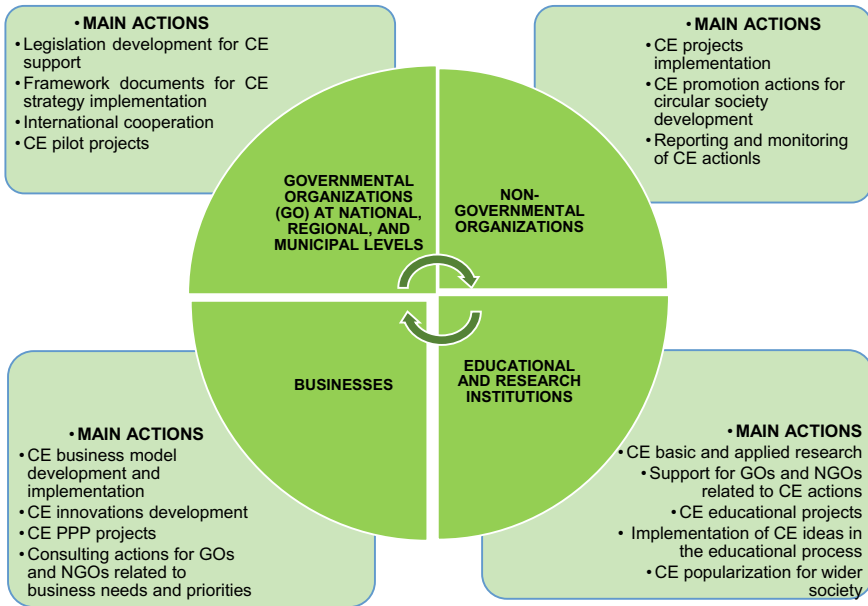 • MAIN ACTIONS
• Legislation development for CE
support
• Framework documents for CE
strategy implementation
• International cooperation
• CE pilot projects
MAIN ACTIONS
• CE projects
implementation
• CE promotion actions for
circular society
development
• Reporting and monitoring
of CE actionls
GOVERNMENTAL
ORGANIZATIONS
(GO) AT NATIONAL,
REGIONAL, AND
MUNICIPAL LEVELS
NON-
GOVERNMENTAL
ORGANIZATIONS
BUSINESSES
EDUCATIONAL
AND RESEARCH
INSTITUTIONS
• MAIN ACTIONS
• CE business model
development and
implementation
• CE innovations development
• CE PPP projects
• Consulting actions for GOs
and NGOs related to
business needs and priorities
• MAIN ACTIONS
• CE basic and applied research
• Support for GOs and NGOs
related to CE actions
• CE educational projects
• Implementation of CE ideas in
the educational process
• CE popularization for wider
society